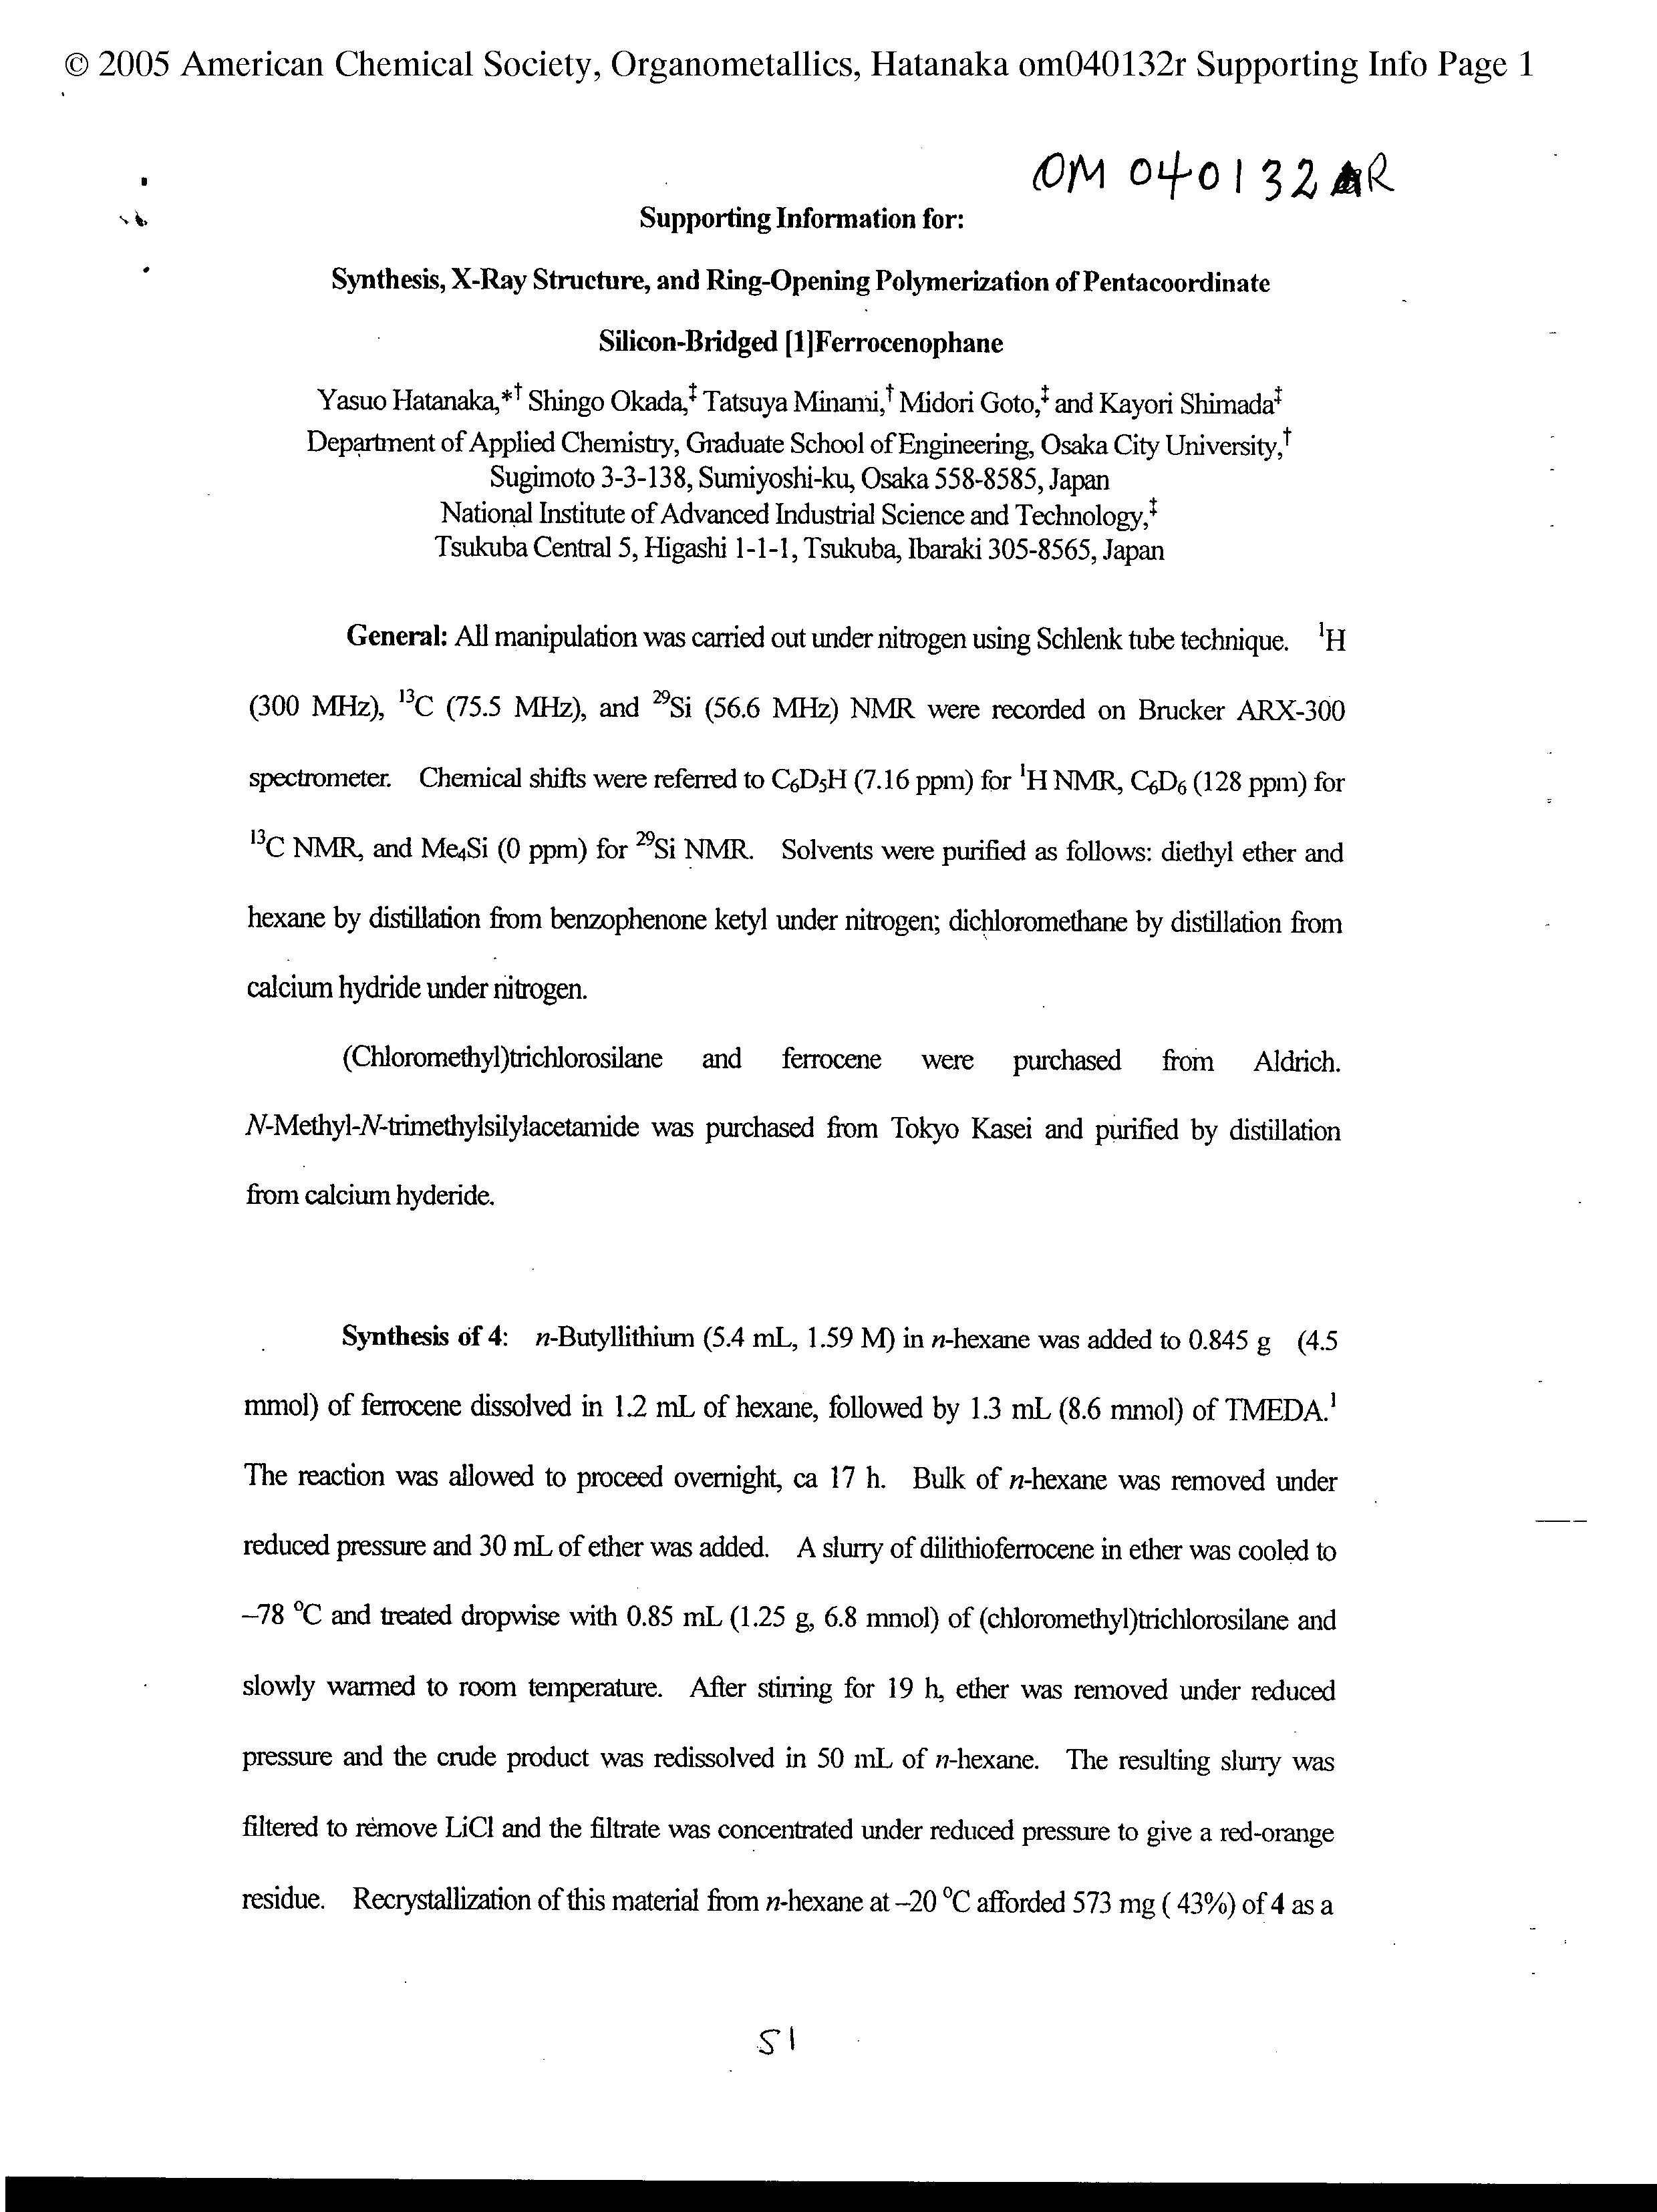 © 2005 American Chemical Society, Organometallics, Hatanaka om040132r Supporting Info Page 1
OM 040132 R
Supporting Information for:
Synthesis, X-Ray Structure, and Ring-Opening Polymerization of Pentacoordinate
Silicon-Bridged [1]Ferrocenophane
Yasuo Hatanaka,*† Shingo Okada,‡ Tatsuya Minami,† Midori Goto,‡ and Kayori Shimada‡
Department of Applied Chemistry, Graduate School of Engineering, Osaka City University,†
Sugimoto 3-3-138, Sumiyoshi-ku, Osaka 558-8585, Japan
National Institute of Advanced Industrial Science and Technology,‡
Tsukuba Central 5, Higashi 1-1-1, Tsukuba, Ibaraki 305-8565, Japan
General: All manipulation was carried out under nitrogen using Schlenk tube technique. ¹H
(300 MHz), ¹³C (75.5 MHz), and ²⁹Si (56.6 MHz) NMR were recorded on Brucker ARX-300
spectrometer. Chemical shifts were referred to C₆D₅H (7.16 ppm) for ¹H NMR, C₆D₆ (128 ppm) for
¹³C NMR, and Me₄Si (0 ppm) for ²⁹Si NMR. Solvents were purified as follows: diethyl ether and
hexane by distillation from benzophenone ketyl under nitrogen; dichloromethane by distillation from
calcium hydride under nitrogen.
(Chloromethyl)trichlorosilane and ferrocene were purchased from Aldrich.
N-Methyl-N-trimethylsilylacetamide was purchased from Tokyo Kasei and purified by distillation
from calcium hyderide.
Synthesis of 4: n-Butyllithium (5.4 mL, 1.59 M) in n-hexane was added to 0.845 g (4.5
mmol) of ferrocene dissolved in 1.2 mL of hexane, followed by 1.3 mL (8.6 mmol) of TMEDA.¹
The reaction was allowed to proceed overnight, ca 17 h. Bulk of n-hexane was removed under
reduced pressure and 30 mL of ether was added. A slurry of dilithioferrocene in ether was cooled to
–78 °C and treated dropwise with 0.85 mL (1.25 g, 6.8 mmol) of (chloromethyl)trichlorosilane and
slowly warmed to room temperature. After stirring for 19 h, ether was removed under reduced
pressure and the crude product was redissolved in 50 mL of n-hexane. The resulting slurry was
filtered to remove LiCl and the filtrate was concentrated under reduced pressure to give a red-orange
residue. Recrystallization of this material from n-hexane at –20 °C afforded 573 mg ( 43%) of 4 as a
S1